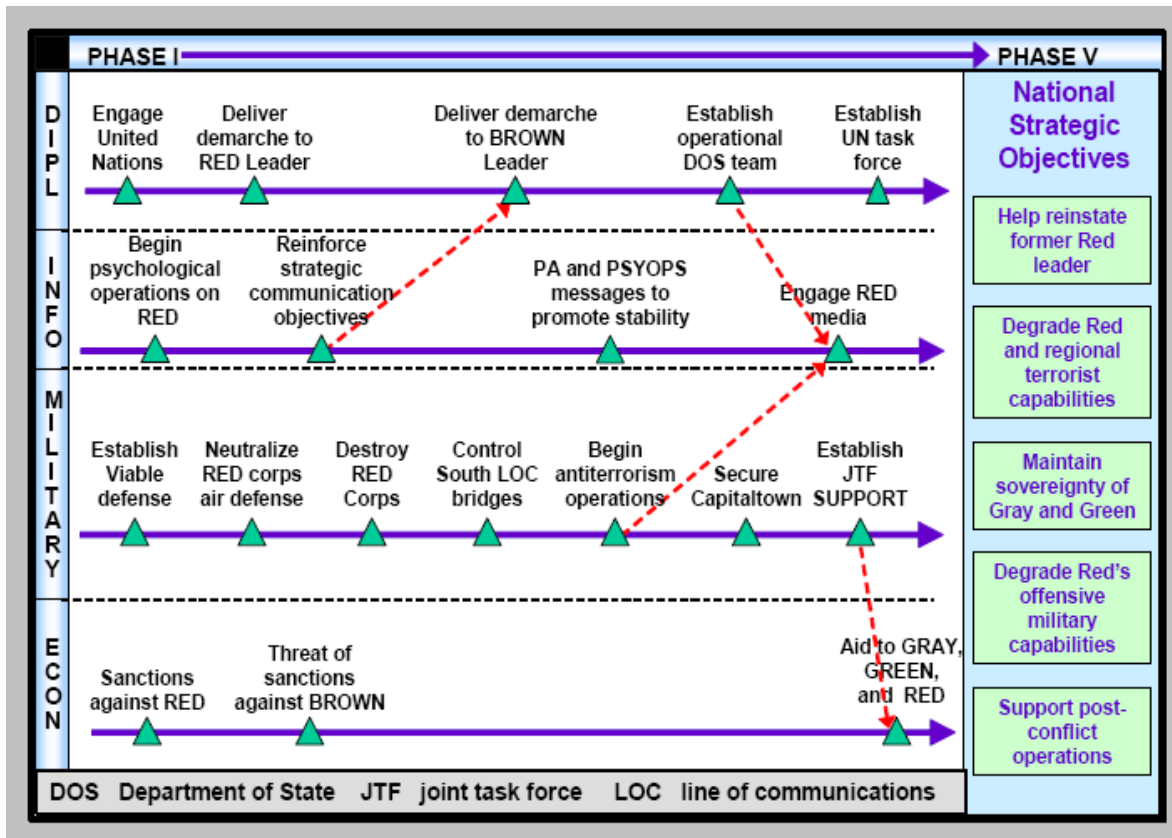 PHASE I
PHASE V
DIPL
Engage
United
Nations
Deliver
demarche to
RED Leader
Deliver demarche
to BROWN
Leader
Establish
operational
DOS team
Establish
UN task
force
INFO
Begin
psychological
operations on
RED
Reinforce
strategic
communication
objectives
PA and PSYOPS
messages to
promote stability
Engage RED
media
MILITARY
Establish
Viable
defense
Neutralize
RED corps
air defense
Destroy
RED
Corps
Control
South LOC
bridges
Begin
antiterrorism
operations
Secure
Capitaltown
Establish
JTF
SUPPORT
ECON
Sanctions
against RED
Threat of
sanctions
against BROWN
Aid to GRAY,
GREEN,
and RED
National
Strategic
Objectives
Help reinstate
former Red
leader
Degrade Red
and regional
terrorist
capabilities
Maintain
sovereignty of
Gray and Green
Degrade Red's
offensive
military
capabilities
Support post-
conflict
operations
DOS Department of State JTF joint task force LOC line of communications